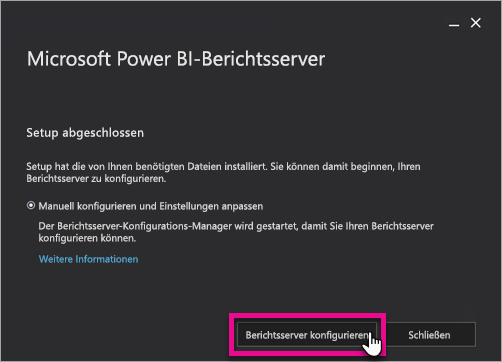 Microsoft Power BI-Berichtsserver
Setup abgeschlossen
Setup hat die von Ihnen benötigten Dateien installiert. Sie können damit beginnen, Ihren
Berichtsserver zu konfigurieren.
Manuell konfigurieren und Einstellungen anpassen
Der Berichtsserver-Konfigurations-Manager wird gestartet, damit Sie Ihren Berichtsserver
konfigurieren können.
Weitere Informationen
Berichtsserver konfigurieren
Schließen